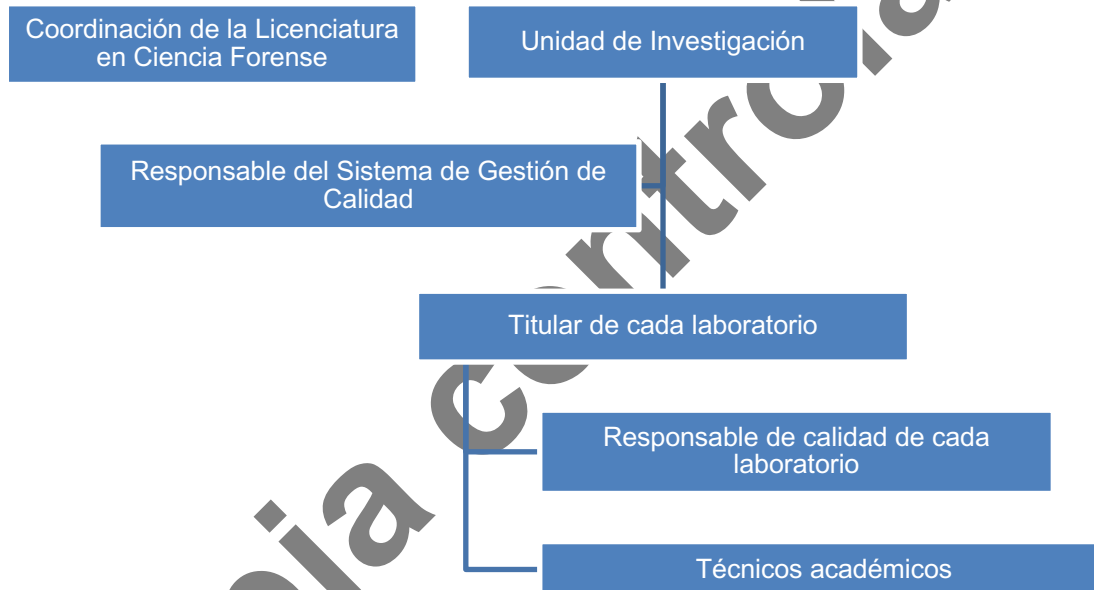 Coordinación de la Licenciatura
en Ciencia Forense
Unidad de Investigación
Responsable del Sistema de Gestión de
Calidad
Titular de cada laboratorio
Responsable de calidad de cada
laboratorio
Técnicos académicos